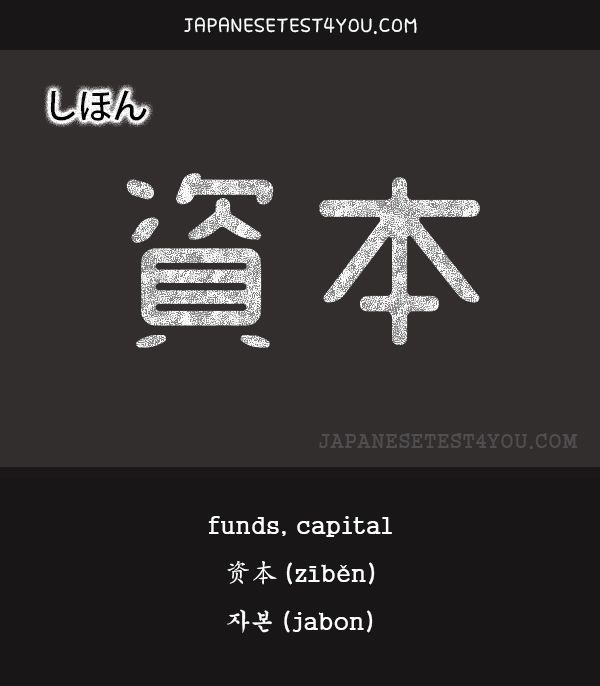 JAPANESETEST4YOU.COM
しほん
資本
JAPANESETEST4YOU.COM
funds, capital
资本 (zīběn)
자본 (jabon)